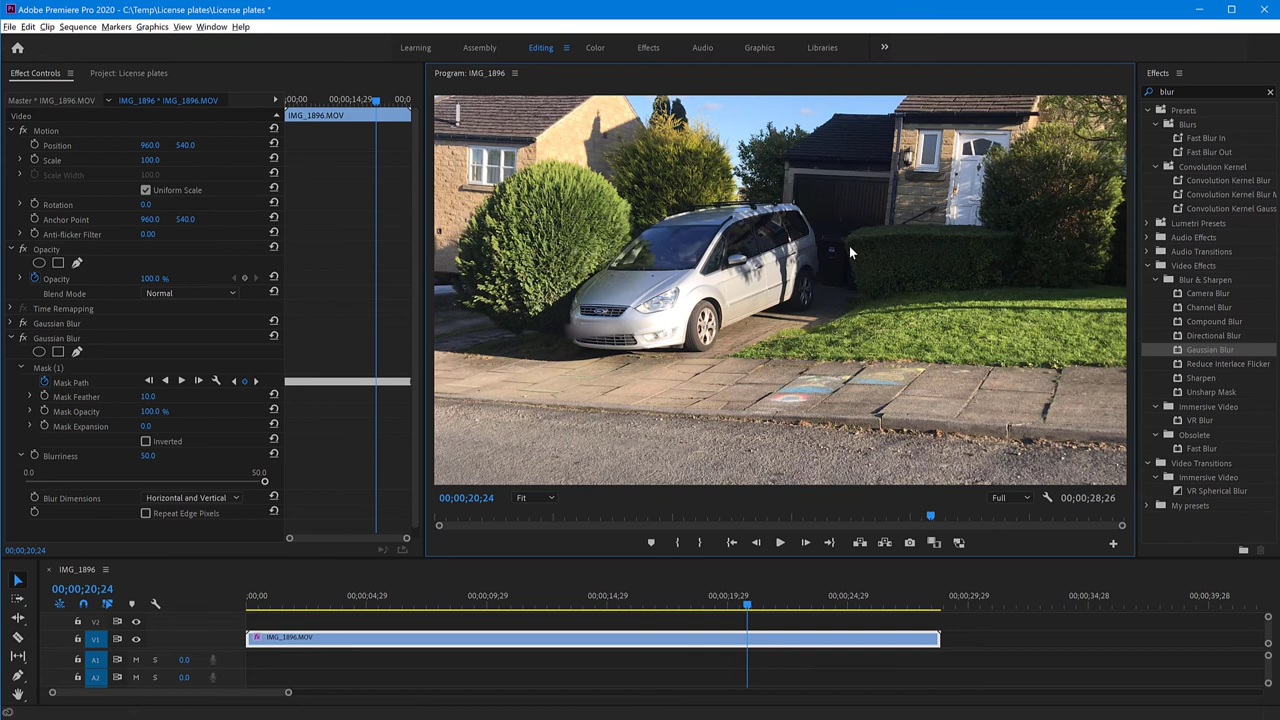 Adobe Premiere Pro 2020 - C:\Temp\License plates\License plates *
File Edit Clip Sequence Markers Graphics View Window Help
Learning Assembly Editing Color Effects Audio Graphics Libraries
Effect Controls Project: License plates
Master * IMG_1896.MOV IMG_1896 * IMG_1896.MOV
;00;00 00;00;14;29 00;0
Video
IMG_1896.MOV
fx Motion
Position 960.0 540.0
Scale 100.0
Scale Width 100.0
Uniform Scale
Rotation 0.0
Anchor Point 960.0 540.0
Anti-flicker Filter 0.00
fx Opacity
Opacity 100.0 %
Blend Mode Normal
fx Time Remapping
fx Gaussian Blur
fx Gaussian Blur
Mask (1)
Mask Path
Mask Feather 10.0
Mask Opacity 100.0 %
Mask Expansion 0.0
Inverted
Blurriness 50.0
0.0 50.0
Blur Dimensions Horizontal and Vertical
Repeat Edge Pixels
00;00;20;24
Program: IMG_1896
00;00;20;24 Fit Full 00;00;28;26
Effects
blur
Presets
Blurs
Fast Blur In
Fast Blur Out
Convolution Kernel
Convolution Kernel Blur
Convolution Kernel Blur M
Convolution Kernel Gauss
Lumetri Presets
Audio Effects
Audio Transitions
Video Effects
Blur & Sharpen
Camera Blur
Channel Blur
Compound Blur
Directional Blur
Gaussian Blur
Reduce Interlace Flicker
Sharpen
Unsharp Mask
Immersive Video
VR Blur
Obsolete
Fast Blur
Video Transitions
Immersive Video
VR Spherical Blur
My presets
IMG_1896
00;00;20;24
;00;00 00;00;04;29 00;00;09;29 00;00;14;29 00;00;19;29 00;00;24;29 00;00;29;29 00;00;34;28 00;00;39;28
V2
V1 fx IMG_1896.MOV
A1 M S 0.0
A2 M S 0.0